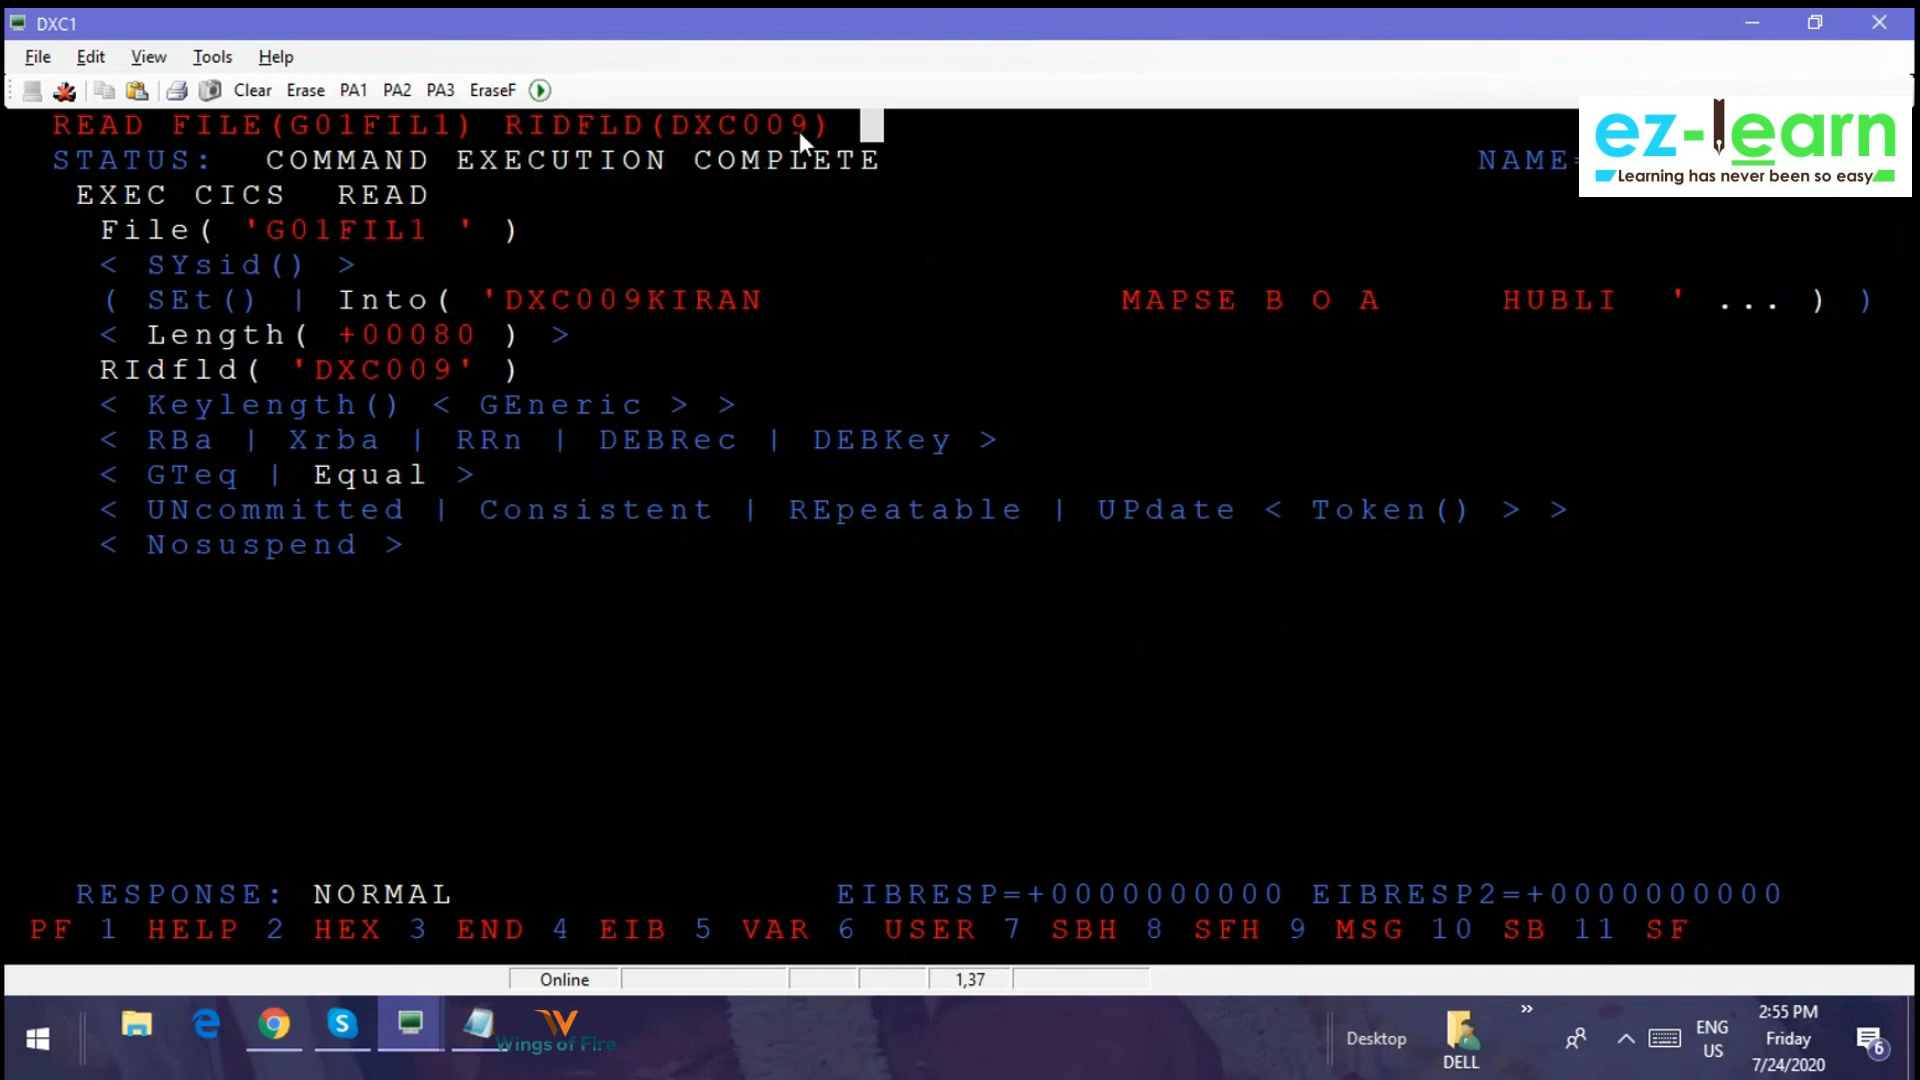 DXC1
File Edit View Tools Help
Clear Erase PA1 PA2 PA3 EraseF
READ FILE(G01FIL1) RIDFLD(DXC009)
STATUS: COMMAND EXECUTION COMPLETE NAME=
EXEC CICS READ
File( 'G01FIL1 ' )
< SYsid() >
( SEt() | Into( 'DXC009KIRAN MAPSE B O A HUBLI ' ... ) )
< Length( +00080 ) >
RIdfld( 'DXC009' )
< Keylength() < GEneric > >
< RBa | Xrba | RRn | DEBRec | DEBKey >
< GTeq | Equal >
< UNcommitted | Consistent | REpeatable | UPdate < Token() > >
< Nosuspend >
RESPONSE: NORMAL EIBRESP=+0000000000 EIBRESP2=+0000000000
PF 1 HELP 2 HEX 3 END 4 EIB 5 VAR 6 USER 7 SBH 8 SFH 9 MSG 10 SB 11 SF
Online 1,37
ez-learn
Learning has never been so easy
Wings of Fire
Desktop
DELL
ENG
US
2:55 PM
Friday
7/24/2020
6